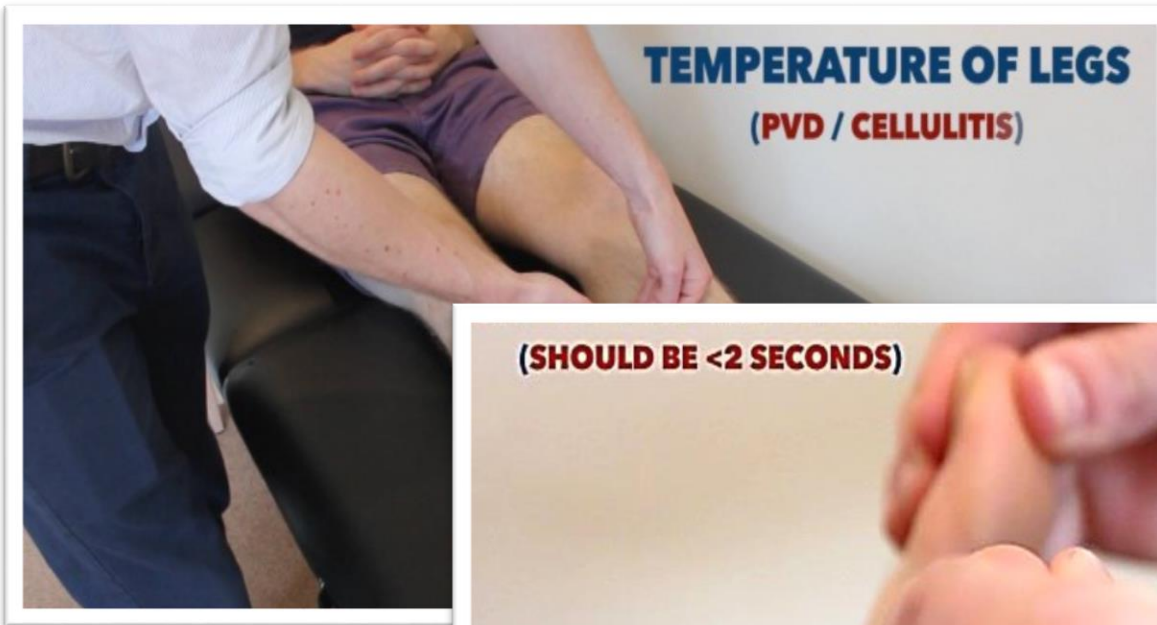 TEMPERATURE OF LEGS
(PVD / CELLULITIS)
(SHOULD BE <2 SECONDS)